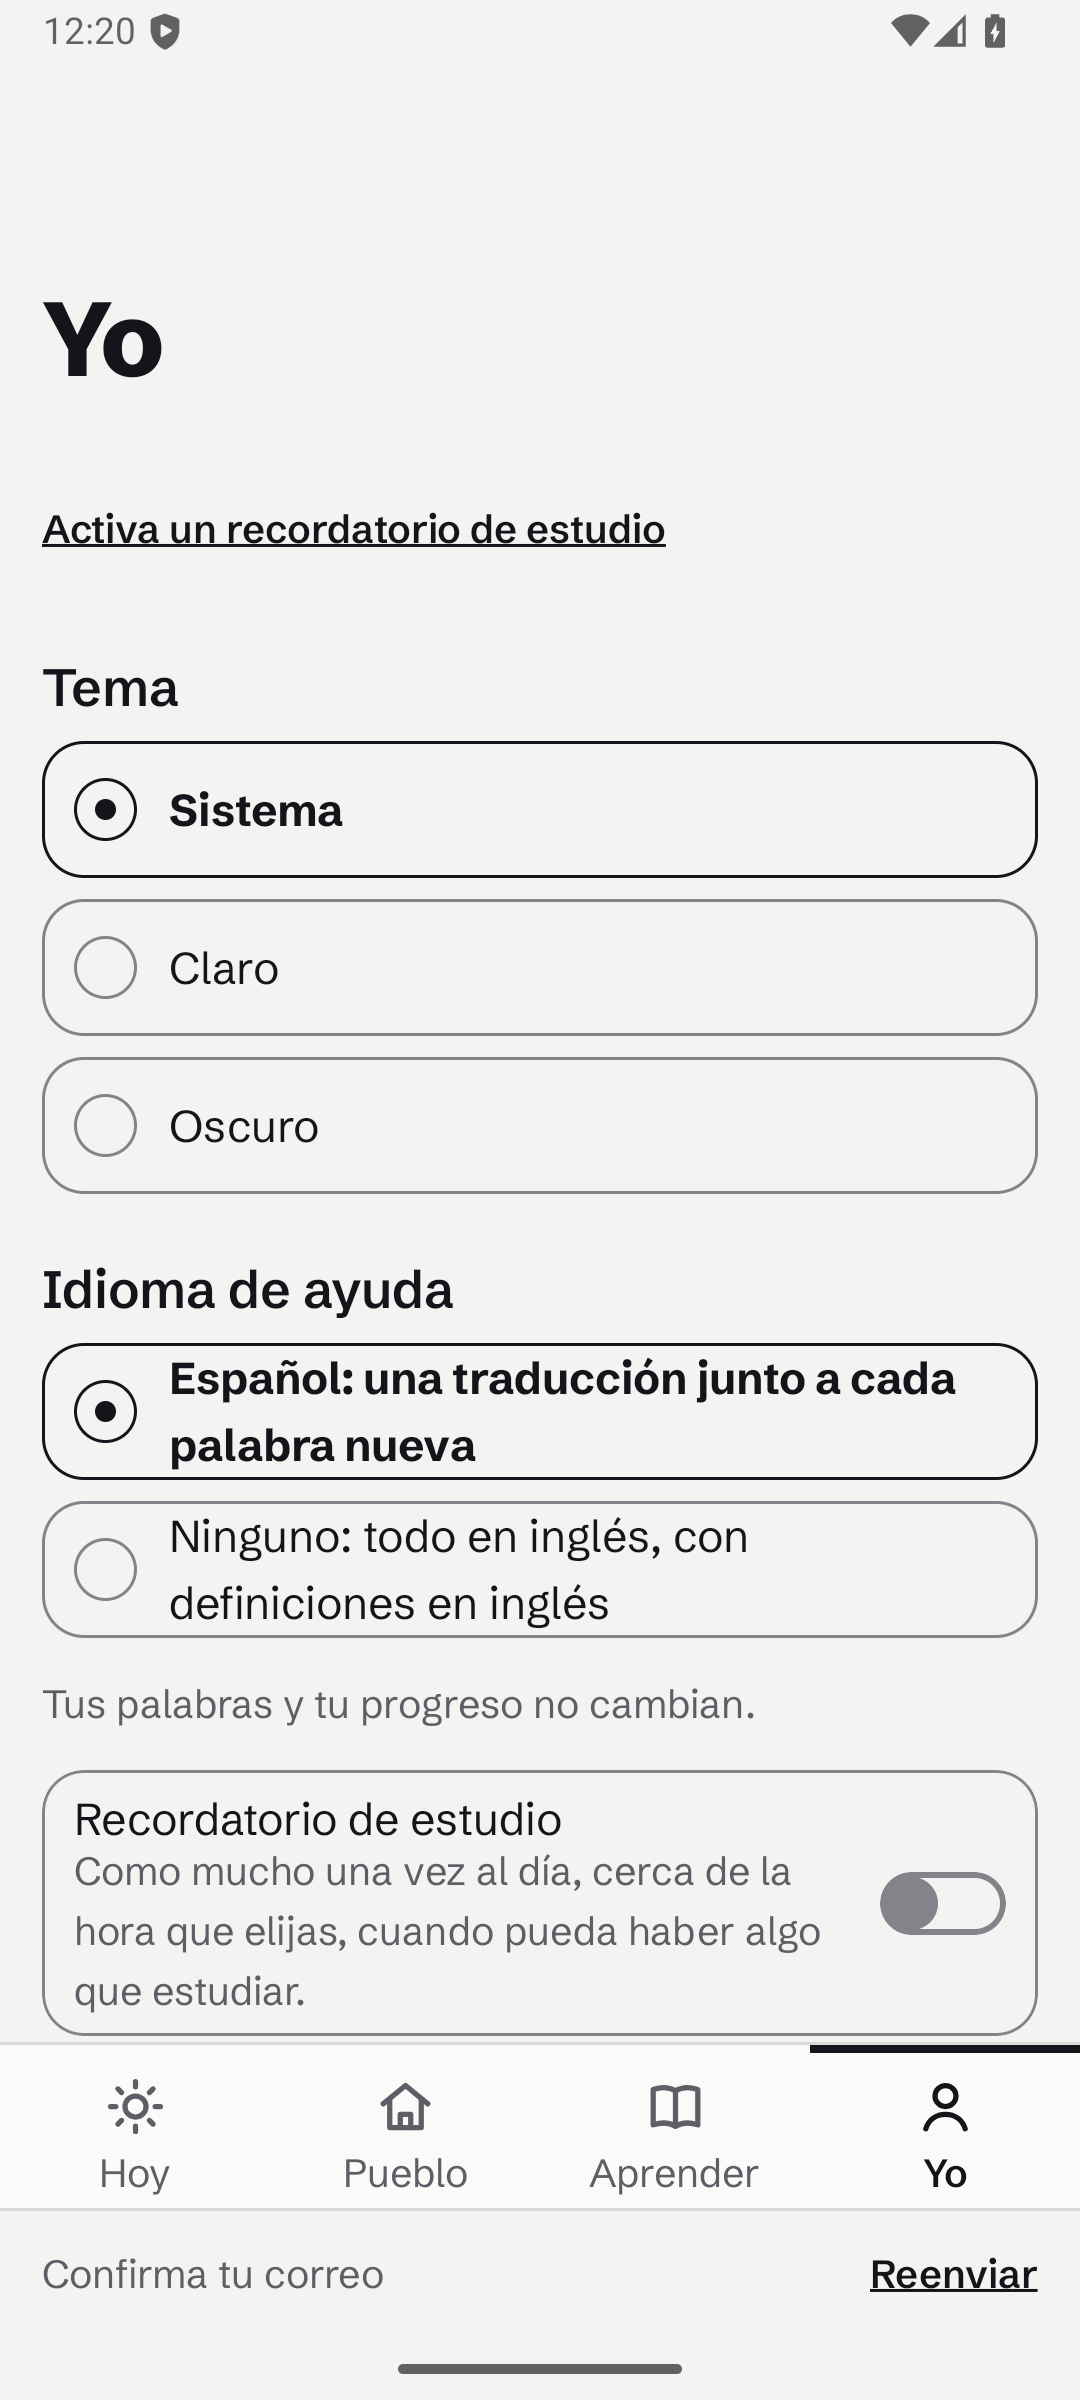 12:20
Yo
Activa un recordatorio de estudio
Tema
Sistema
Claro
Oscuro
Idioma de ayuda
Español: una traducción junto a cada
palabra nueva
Ninguno: todo en inglés, con
definiciones en inglés
Tus palabras y tu progreso no cambian.
Recordatorio de estudio
Como mucho una vez al día, cerca de la
hora que elijas, cuando pueda haber algo
que estudiar.
Hoy
Pueblo
Aprender
Yo
Confirma tu correo
Reenviar